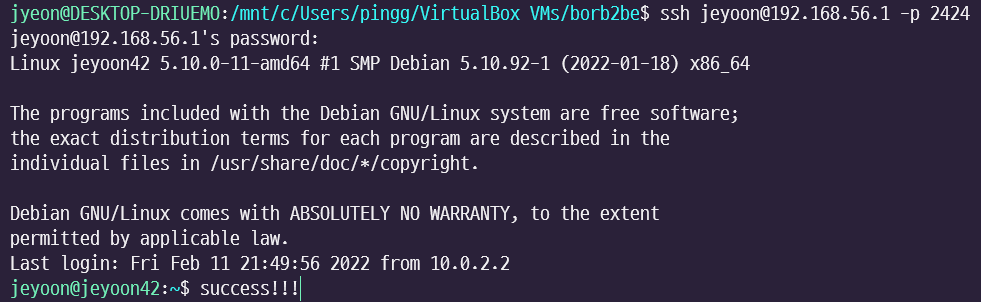 jyeon@DESKTOP-DRIUEMO:/mnt/c/Users/pingg/VirtualBox VMs/borb2be$ ssh jeyoon@192.168.56.1 -p 2424
jeyoon@192.168.56.1's password:
Linux jeyoon42 5.10.0-11-amd64 #1 SMP Debian 5.10.92-1 (2022-01-18) x86_64

The programs included with the Debian GNU/Linux system are free software;
the exact distribution terms for each program are described in the
individual files in /usr/share/doc/*/copyright.

Debian GNU/Linux comes with ABSOLUTELY NO WARRANTY, to the extent
permitted by applicable law.
Last login: Fri Feb 11 21:49:56 2022 from 10.0.2.2
jeyoon@jeyoon42:~$ success!!!